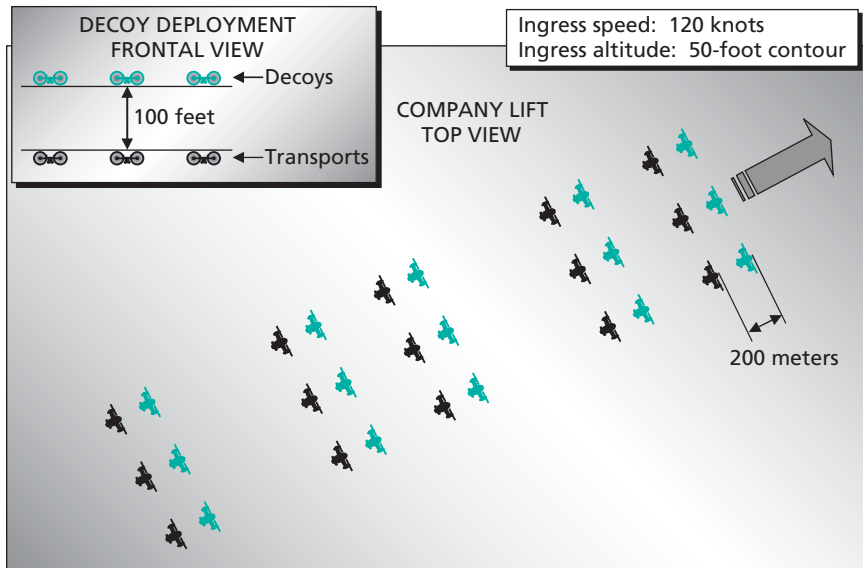 DECOY DEPLOYMENT
FRONTAL VIEW
Decoys
100 feet
Transports
Ingress speed: 120 knots
Ingress altitude: 50-foot contour
COMPANY LIFT
TOP VIEW
200 meters